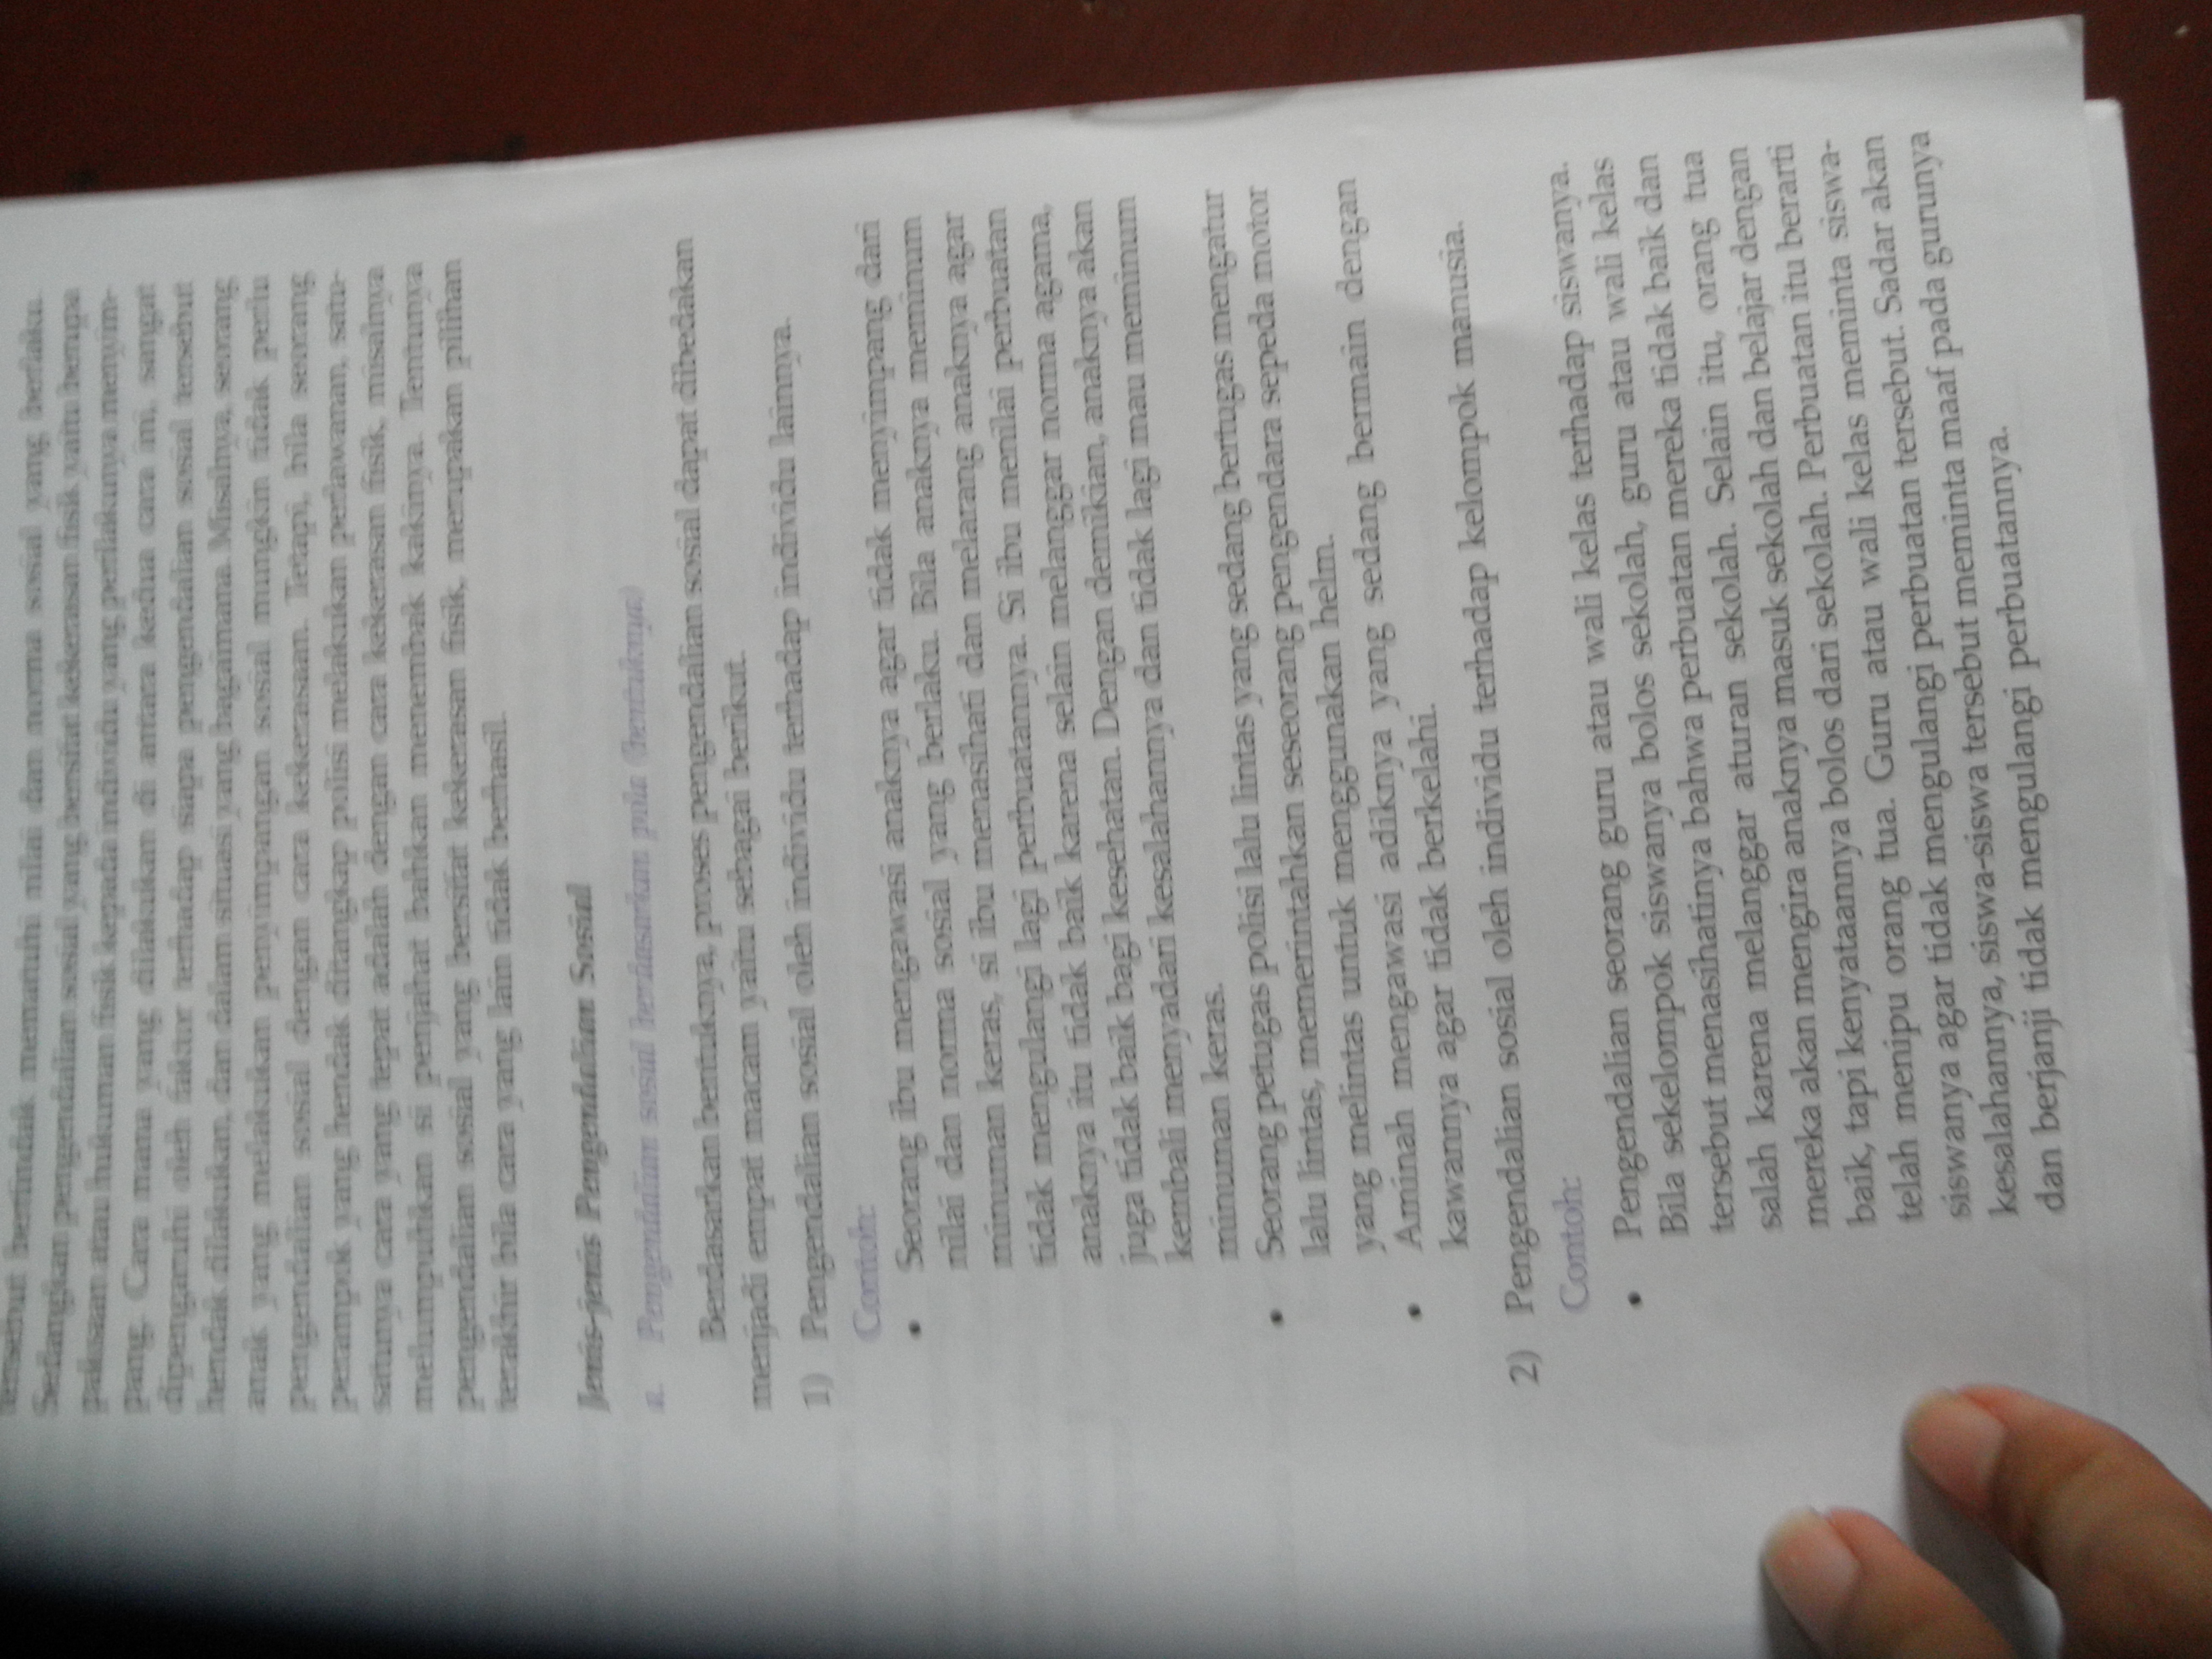 tersebut bertindak mematuhi nilai dan norma sosial yang berlaku.
Sedangkan pengendalian sosial yang bersifat kekerasan fisik yaitu berupa
paksaan atau hukuman fisik kepada individu yang perilakunya menyim-
pang. Cara mana yang dilakukan di antara kedua cara ini, sangat
dipengaruhi oleh faktor terhadap siapa pengendalian sosial tersebut
hendak dilakukan, dan dalam situasi yang bagaimana. Misalnya, seorang
anak yang melakukan penyimpangan sosial mungkin tidak perlu
pengendalian sosial dengan cara kekerasaan. Tetapi, bila seorang
perampok yang hendak ditangkap polisi melakukan perlawanan, satu-
satunya cara yang tepat adalah dengan cara kekerasan fisik, misalnya
melumpuhkan si penjahat bahkan menembak kakinya. Tentunya
pengendalian sosial yang bersifat kekerasan fisik, merupakan pilihan
terakhir bila cara yang lain tidak berhasil.
Jenis-jenis Pengendalian Sosial
a. Pengendalian sosial berdasarkan pola (bentuknya)
Berdasarkan bentuknya, proses pengendalian sosial dapat dibedakan
menjadi empat macam yaitu sebagai berikut.
1) Pengendalian sosial oleh individu terhadap individu lainnya.
Contoh:
• Seorang ibu mengawasi anaknya agar tidak menyimpang dari
nilai dan norma sosial yang berlaku. Bila anaknya meminum
minuman keras, si ibu menasihati dan melarang anaknya agar
tidak mengulangi lagi perbuatannya. Si ibu menilai perbuatan
anaknya itu tidak baik karena selain melanggar norma agama,
juga tidak baik bagi kesehatan. Dengan demikian, anaknya akan
kembali menyadari kesalahannya dan tidak lagi mau meminum
minuman keras.
• Seorang petugas polisi lalu lintas yang sedang bertugas mengatur
lalu lintas, memerintahkan seseorang pengendara sepeda motor
yang melintas untuk menggunakan helm.
• Aminah mengawasi adiknya yang sedang bermain dengan
kawannya agar tidak berkelahi.
2) Pengendalian sosial oleh individu terhadap kelompok manusia.
Contoh:
• Pengendalian seorang guru atau wali kelas terhadap siswanya.
Bila sekelompok siswanya bolos sekolah, guru atau wali kelas
tersebut menasihatinya bahwa perbuatan mereka tidak baik dan
salah karena melanggar aturan sekolah. Selain itu, orang tua
mereka akan mengira anaknya masuk sekolah dan belajar dengan
baik, tapi kenyataannya bolos dari sekolah. Perbuatan itu berarti
telah menipu orang tua. Guru atau wali kelas meminta siswa-
siswanya agar tidak mengulangi perbuatan tersebut. Sadar akan
kesalahannya, siswa-siswa tersebut meminta maaf pada gurunya
dan berjanji tidak mengulangi perbuatannya.